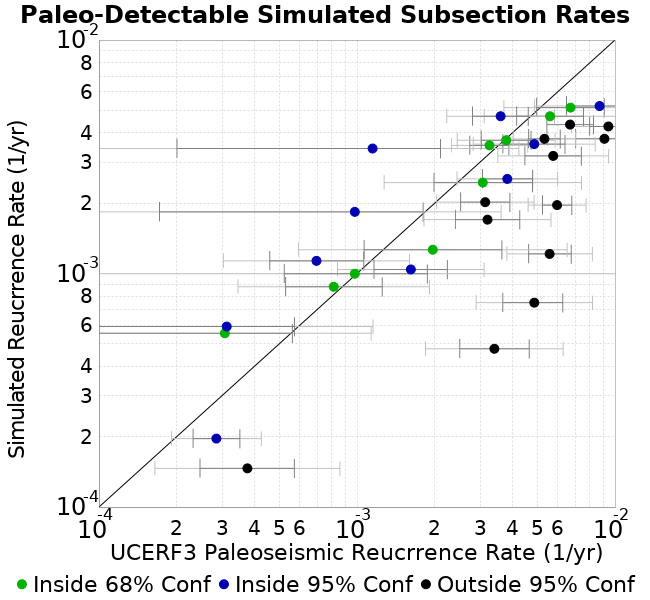 Paleo-Detectable Simulated Subsection Rates
10-2
8
6
4
3
2
10-3
8
6
4
3
2
10-4
10-4 2 3 4 5 6 10-3 2 3 4 5 6 10-2
Simulated Reucrrence Rate (1/yr)
UCERF3 Paleoseismic Reucrrence Rate (1/yr)
Inside 68% Conf Inside 95% Conf Outside 95% Conf